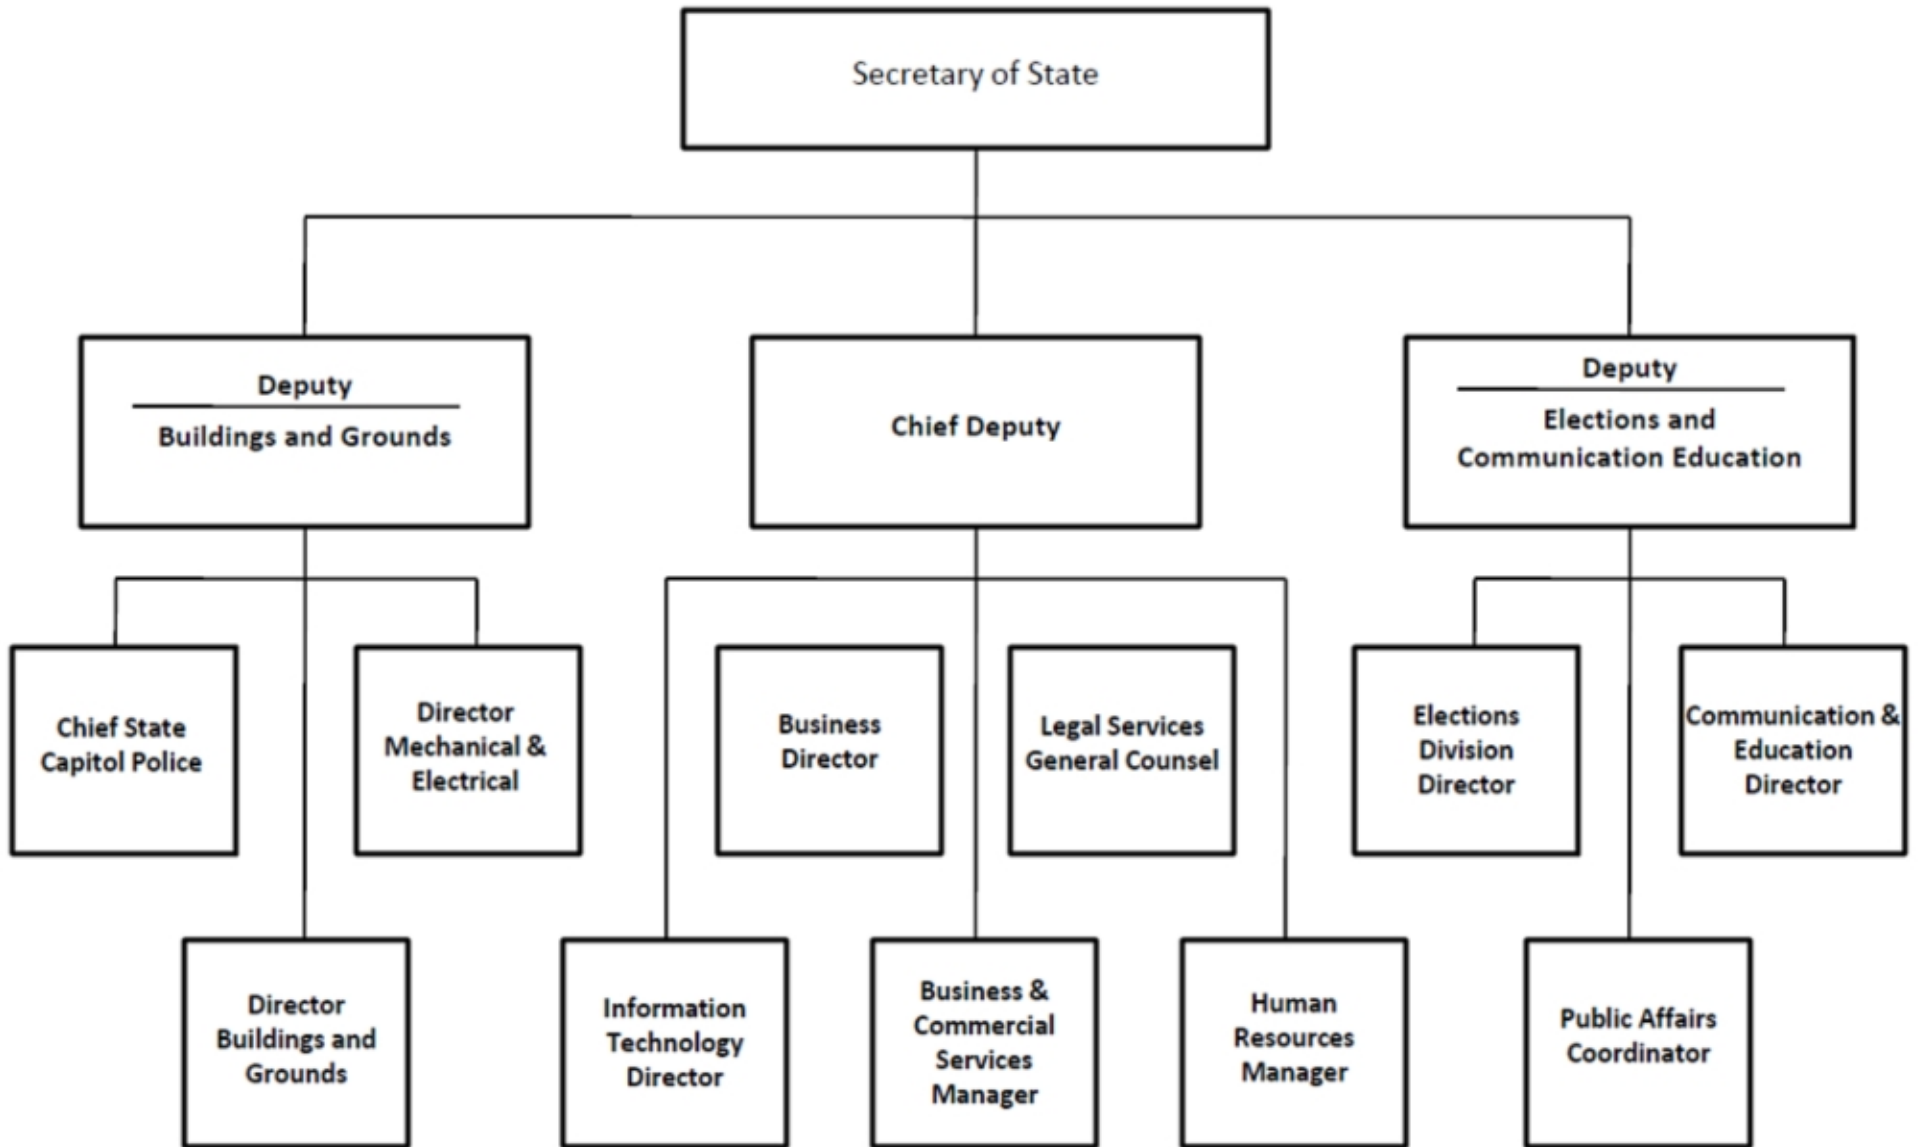 Secretary of State
Deputy
Buildings and Grounds
Chief Deputy
Deputy
Elections and
Communication Education
Chief State
Capitol Police
Director
Mechanical &
Electrical
Business
Director
Legal Services
General Counsel
Elections
Division
Director
Communication &
Education
Director
Director
Buildings and
Grounds
Information
Technology
Director
Business &
Commercial
Services
Manager
Human
Resources
Manager
Public Affairs
Coordinator